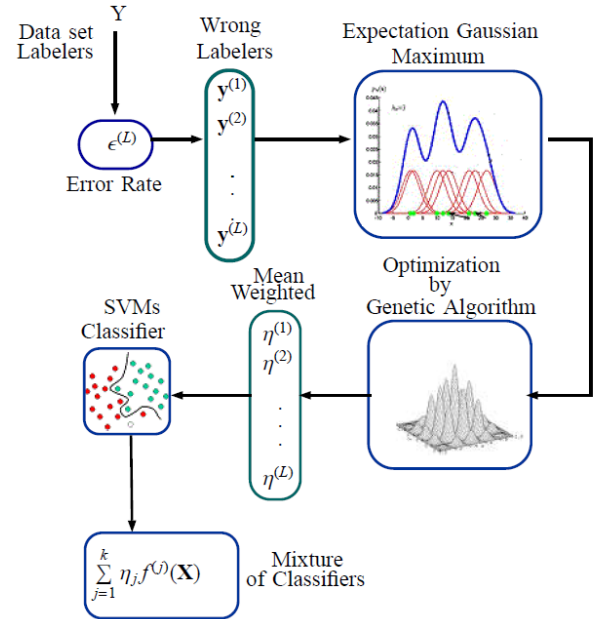 Y
Data set
Labelers
ϵ^(L)
Error Rate
Wrong
Labelers
y^(1)
y^(2)
.
.
.
y^(L)
Expectation Gaussian
Maximum
Optimization
by
Genetic Algorithm
Mean
Weighted
η^(1)
η^(2)
.
.
.
η^(L)
SVMs
Classifier
k
∑ η_j f^(j)(X)
j=1
Mixture
of Classifiers